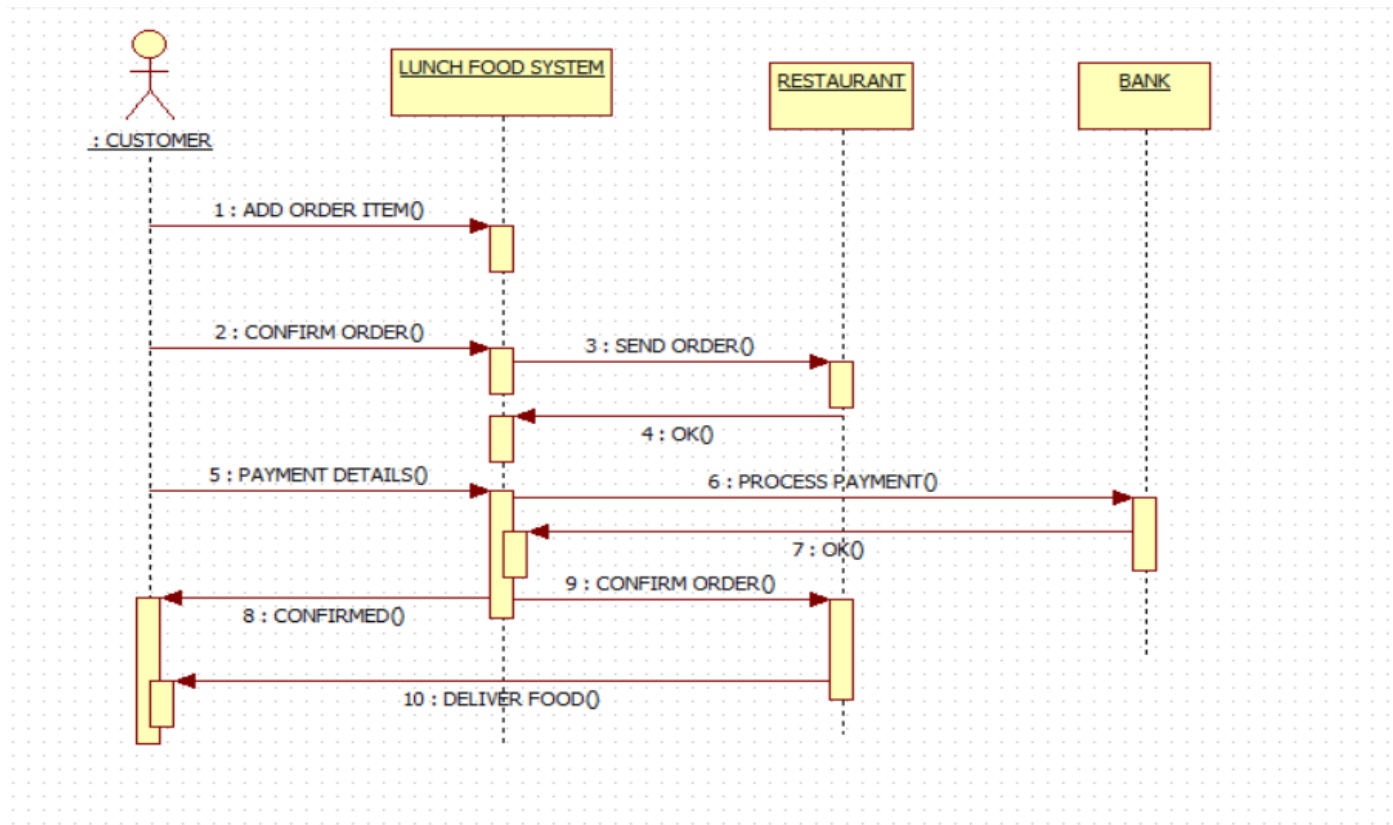 LUNCH FOOD SYSTEM
RESTAURANT
BANK
: CUSTOMER
1 : ADD ORDER ITEM()
2 : CONFIRM ORDER()
3 : SEND ORDER()
4 : OK()
5 : PAYMENT DETAILS()
6 : PROCESS PAYMENT()
7 : OK()
9 : CONFIRM ORDER()
8 : CONFIRMED()
10 : DELIVER FOOD()